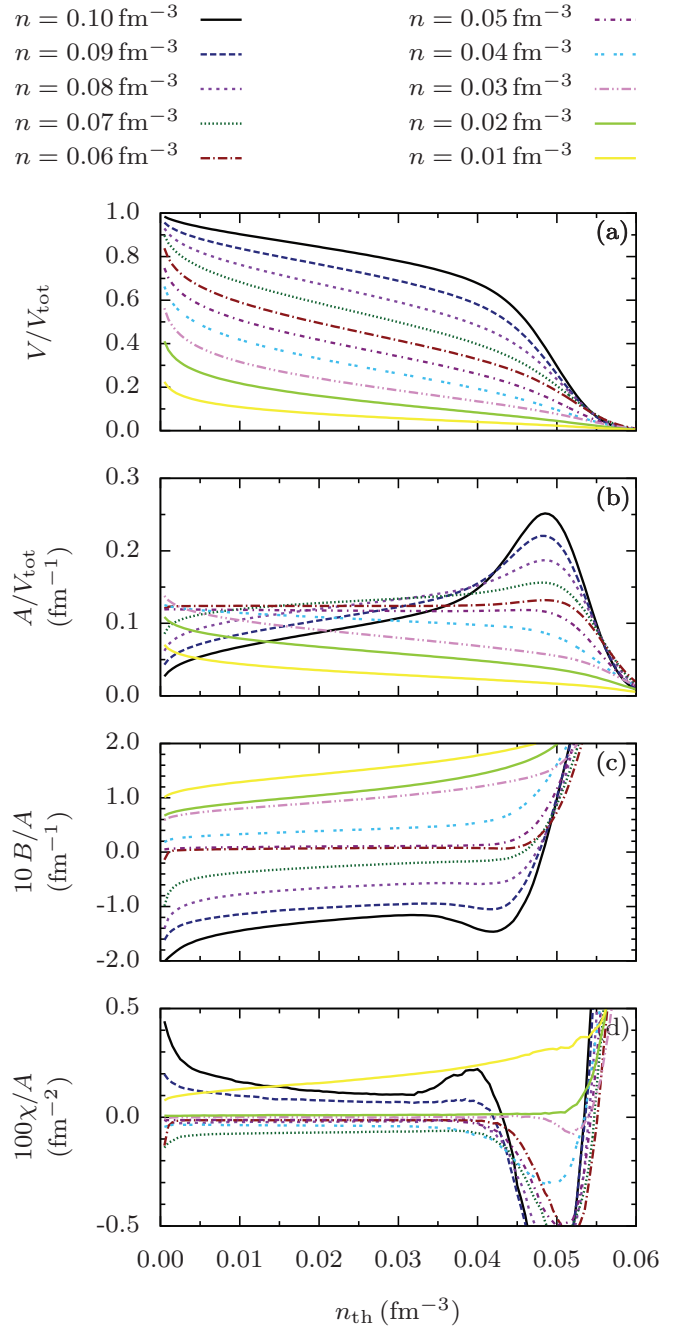 n = 0.10 fm⁻³
n = 0.09 fm⁻³
n = 0.08 fm⁻³
n = 0.07 fm⁻³
n = 0.06 fm⁻³
n = 0.05 fm⁻³
n = 0.04 fm⁻³
n = 0.03 fm⁻³
n = 0.02 fm⁻³
n = 0.01 fm⁻³
(a)
V/V_tot
1.0
0.8
0.6
0.4
0.2
0.0
(b)
A/V_tot
(fm⁻¹)
0.3
0.2
0.1
0.0
(c)
10 B/A
(fm⁻¹)
2.0
1.0
0.0
-1.0
-2.0
d)
100χ/A
(fm⁻²)
0.5
0.0
-0.5
0.00 0.01 0.02 0.03 0.04 0.05 0.06
n_th (fm⁻³)